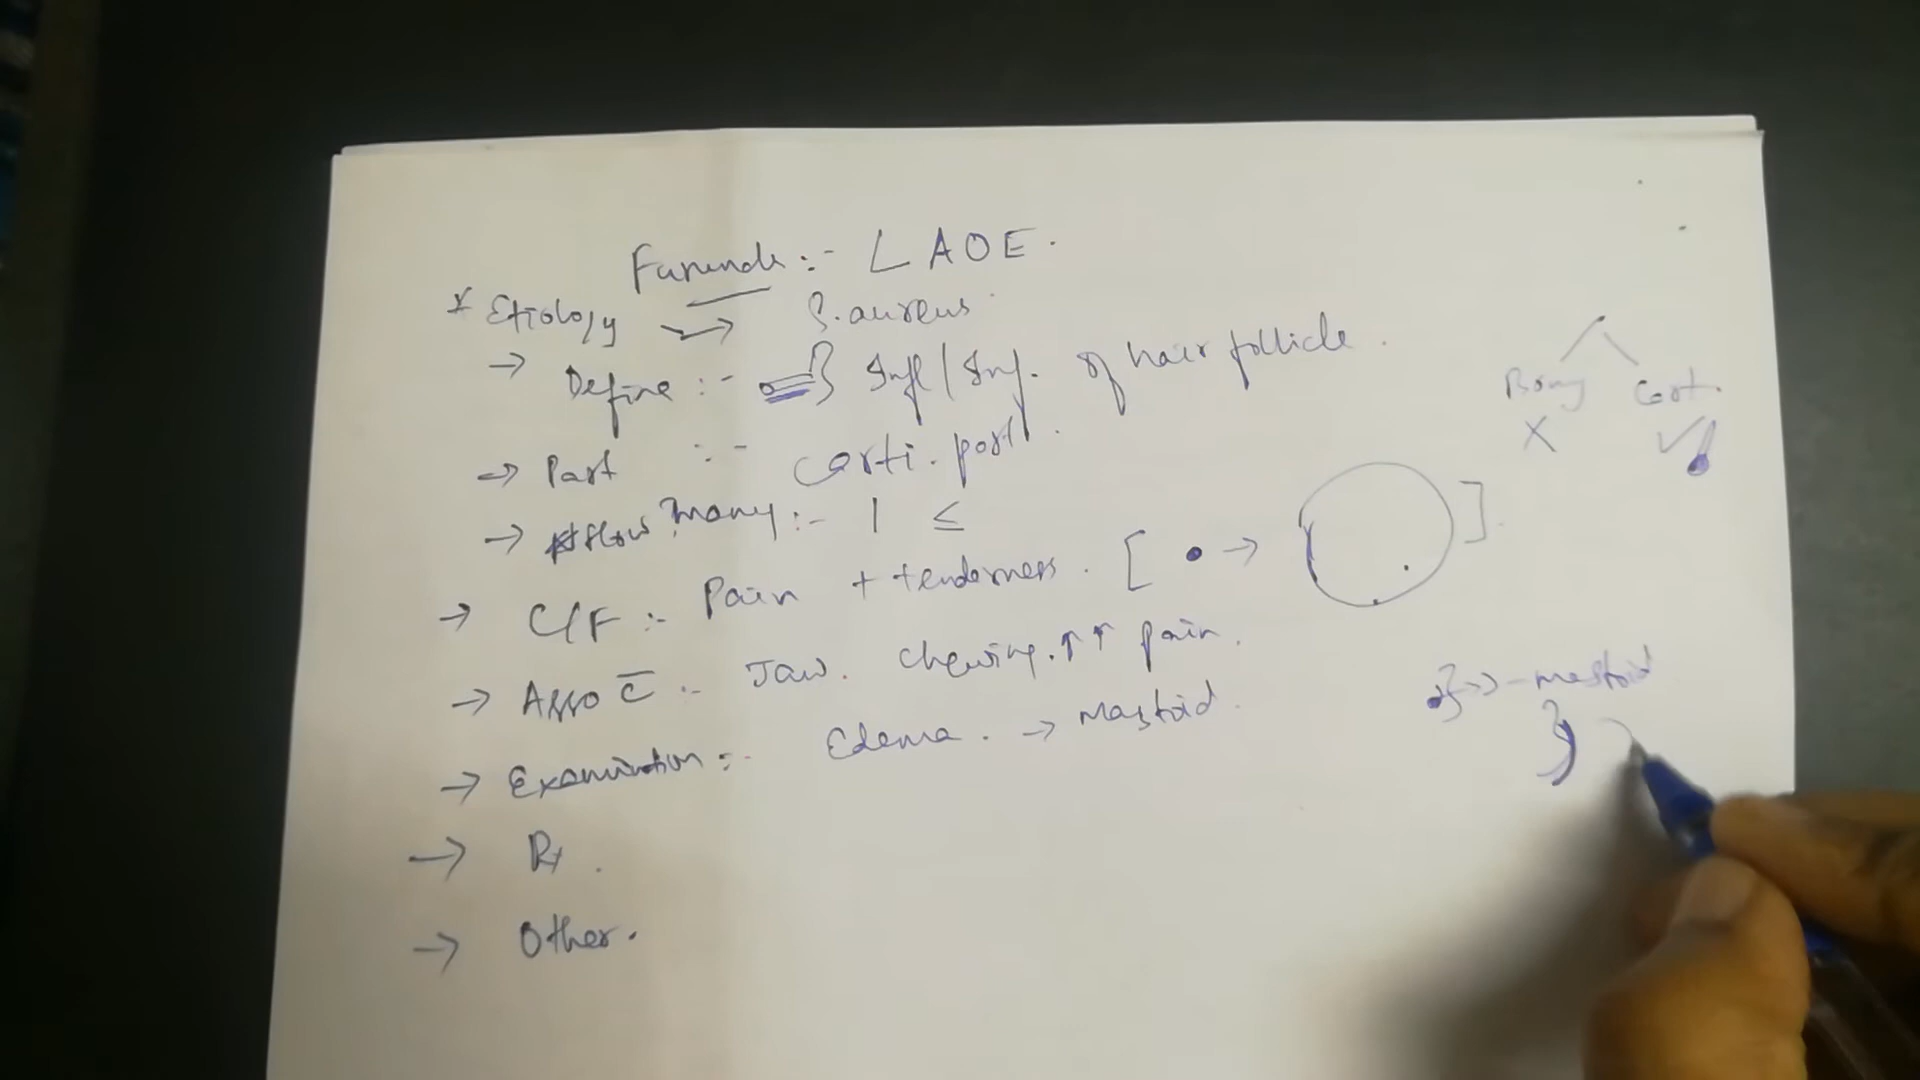 Furuncle :- LAOE.
* Etiology → S. aureus
→ Define :- } Infl / Inf. of hair follicle.
→ Part :- Carti. part.
→ How many :- 1 ≤
→ C/F :- Pain + tenderness. [ • → ]
→ Asso c̄ :- Jaw. Chewing. ↑↑ pain.
→ Examination :- Edema. → Mastoid.
→ Rx.
→ Other.
Bony Cart.
X ✓
→ - mastoid